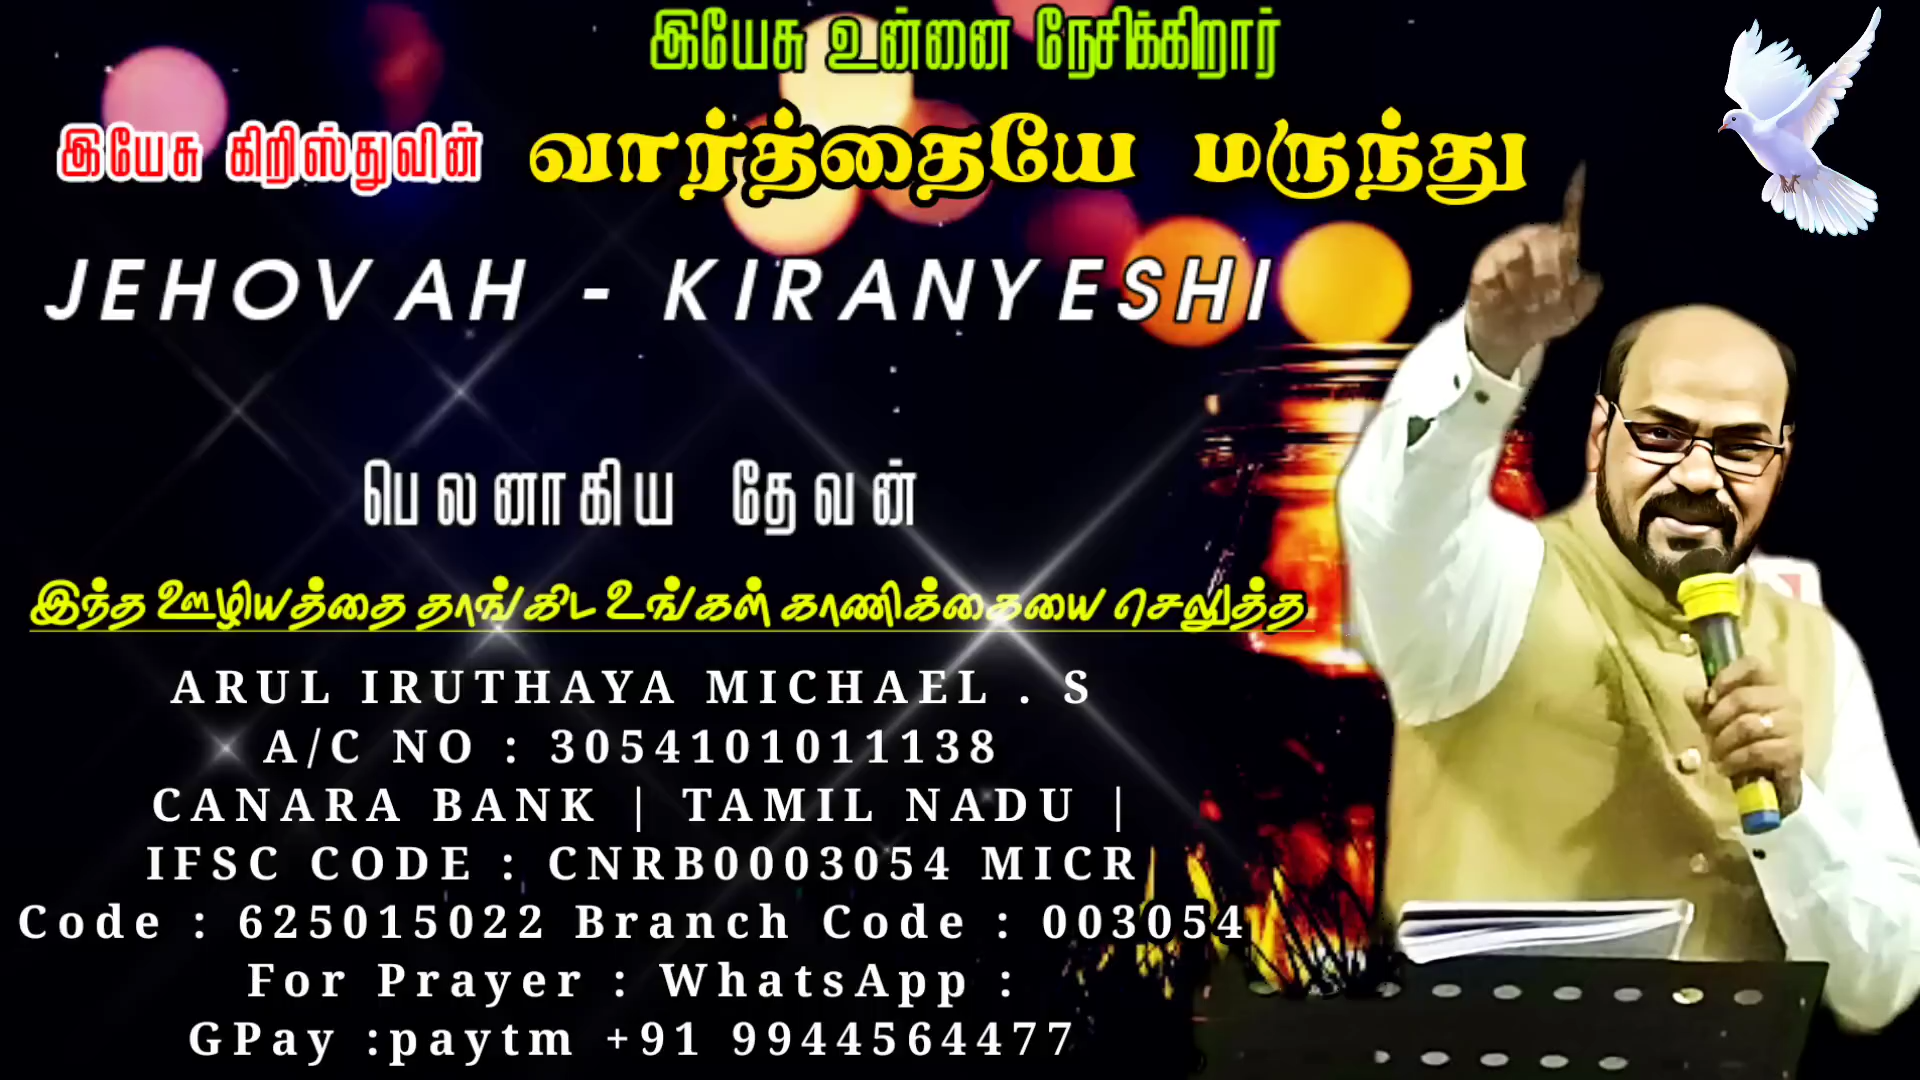 இயேசு உன்னை நேசிக்கிறார்
இயேசு கிறிஸ்துவின் வார்த்தையே மருந்து
JEHOVAH - KIRANYESHI
பெலனாகிய தேவன்
இந்த ஊழியத்தை தாங்கிட உங்கள் காணிக்கையை செலுத்த
ARUL IRUTHAYA MICHAEL . S
A/C NO : 3054101011138
CANARA BANK | TAMIL NADU |
IFSC CODE : CNRB0003054 MICR
Code : 625015022 Branch Code : 003054
For Prayer : WhatsApp :
GPay :paytm +91 9944564477